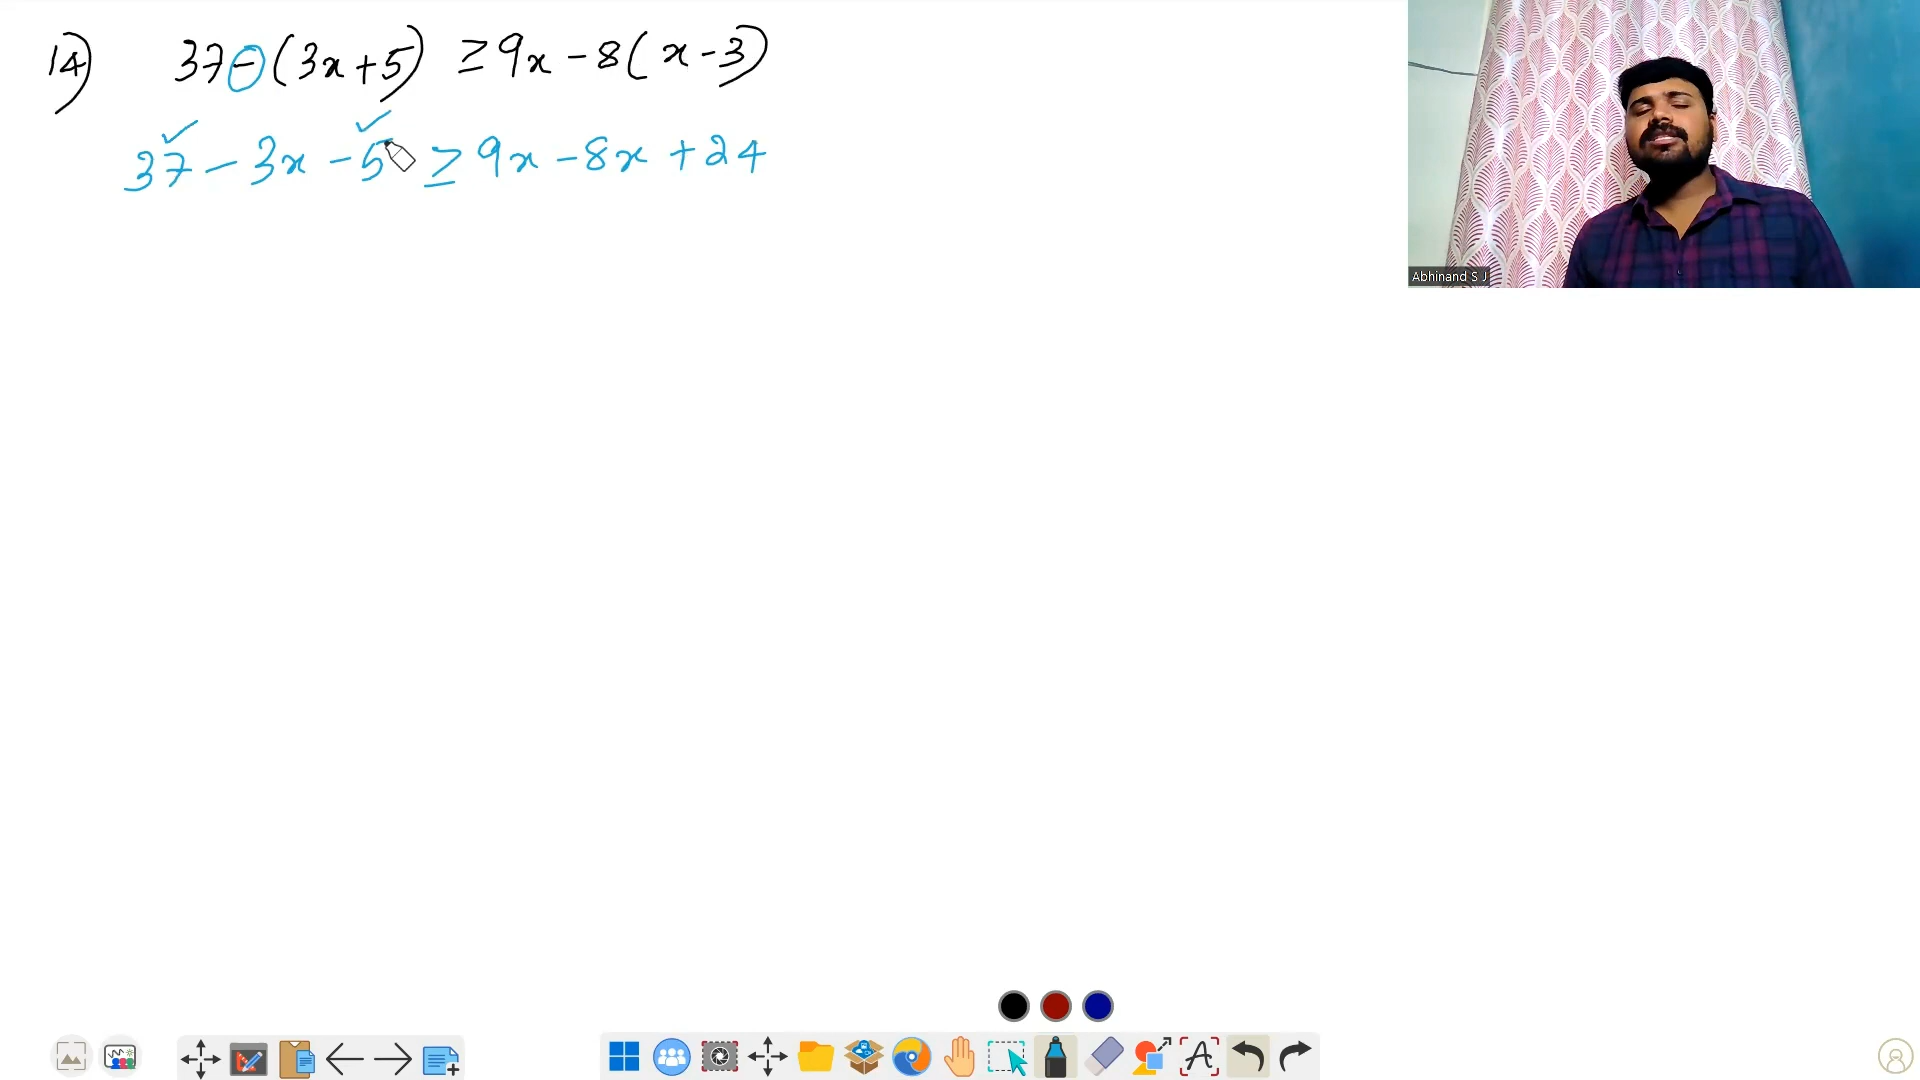 14) 37-(3x+5) ≥ 9x-8(x-3)
37 - 3x - 5 ≥ 9x - 8x + 24
Abhinand S J